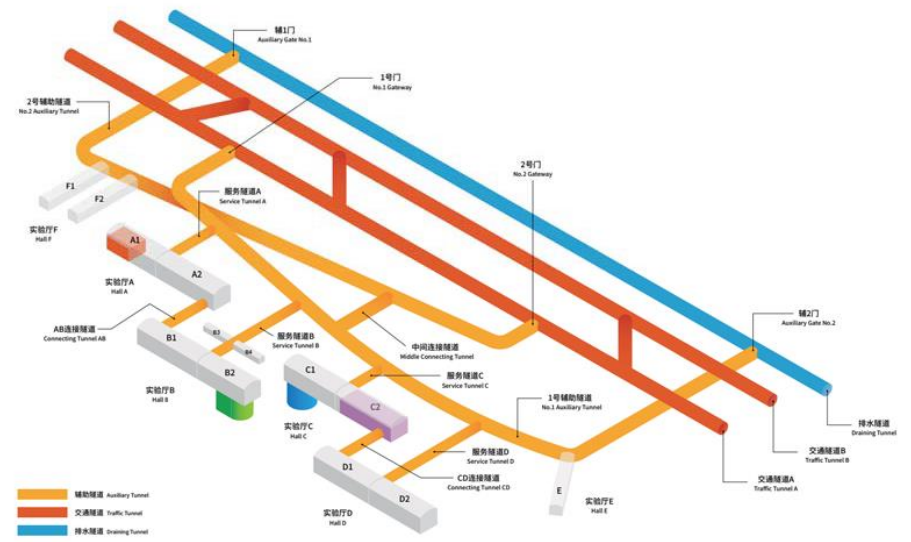 辅1门
Auxiliary Gate No.1
1号门
No.1 Gateway
2号辅助隧道
No.2 Auxiliary Tunnel
2号门
No.2 Gateway
F1
F2
服务隧道A
Service Tunnel A
实验厅F
Hall F
A1
A2
实验厅A
Hall A
辅2门
Auxiliary Gate No.2
AB连接隧道
Connecting Tunnel AB
B1
B3
B4
B2
服务隧道B
Service Tunnel B
中间连接隧道
Middle Connecting Tunnel
实验厅B
Hall B
C1
C2
服务隧道C
Service Tunnel C
1号辅助隧道
No.1 Auxiliary Tunnel
实验厅C
Hall C
排水隧道
Draining Tunnel
交通隧道B
Traffic Tunnel B
服务隧道D
Service Tunnel D
D1
D2
CD连接隧道
Connecting Tunnel CD
交通隧道A
Traffic Tunnel A
E
实验厅E
Hall E
实验厅D
Hall D
辅助隧道 Auxiliary Tunnel
交通隧道 Traffic Tunnel
排水隧道 Draining Tunnel